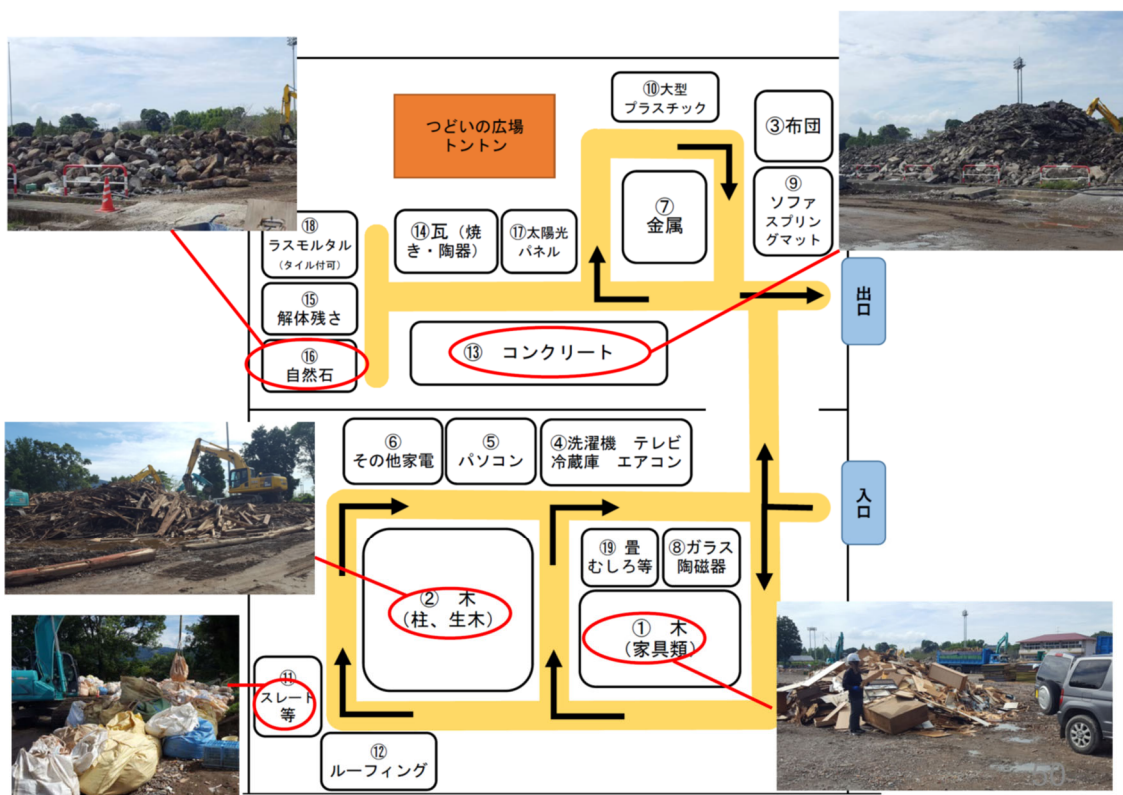 つどいの広場
トントン
⑩大型
プラスチック
③布団
⑨
ソファ
スプリン
グマット
⑦
金属
⑱
ラスモルタル
(タイル付可)
⑭瓦（焼
き・陶器）
⑰太陽光
パネル
⑮
解体残さ
⑯
自然石
⑬　コンクリート
出口
⑥
その他家電
⑤
パソコン
④洗濯機　テレビ
冷蔵庫　エアコン
入口
⑲ 畳
むしろ等
⑧ガラス
陶磁器
②　木
（柱、生木）
①　木
（家具類）
⑪
スレート
等
⑫
ルーフィング